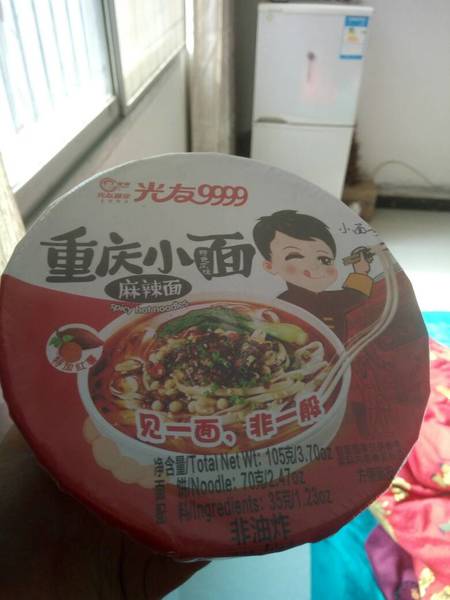 光友9999
重庆小面
麻辣面
spicy hotnoodles
小面
见一面，非一般
净含量/Total Net Wt: 105克/3.70oz
面饼/Noodle: 70克/2.47oz
配料/Ingredients: 35克/1.23oz
非油炸